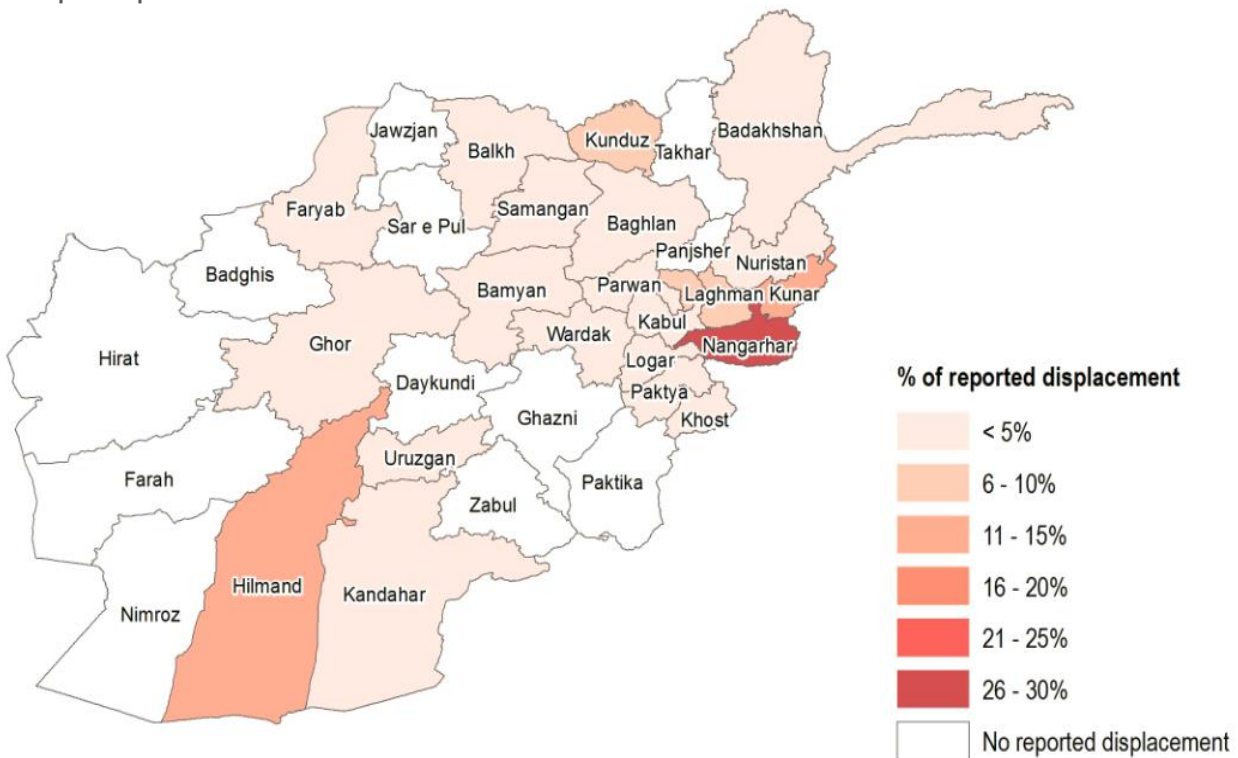 Jawzjan
Balkh
Kunduz
Takhar
Badakhshan
Faryab
Samangan
Baghlan
Sar e Pul
Panjsher
Nuristan
Badghis
Bamyan
Parwan
Laghman
Kunar
Kabul
Hirat
Ghor
Wardak
Nangarhar
Logar
Daykundi
Paktya
Ghazni
Khost
Uruzgan
Farah
Paktika
Zabul
Hilmand
Kandahar
Nimroz
% of reported displacement
< 5%
6 - 10%
11 - 15%
16 - 20%
21 - 25%
26 - 30%
No reported displacement